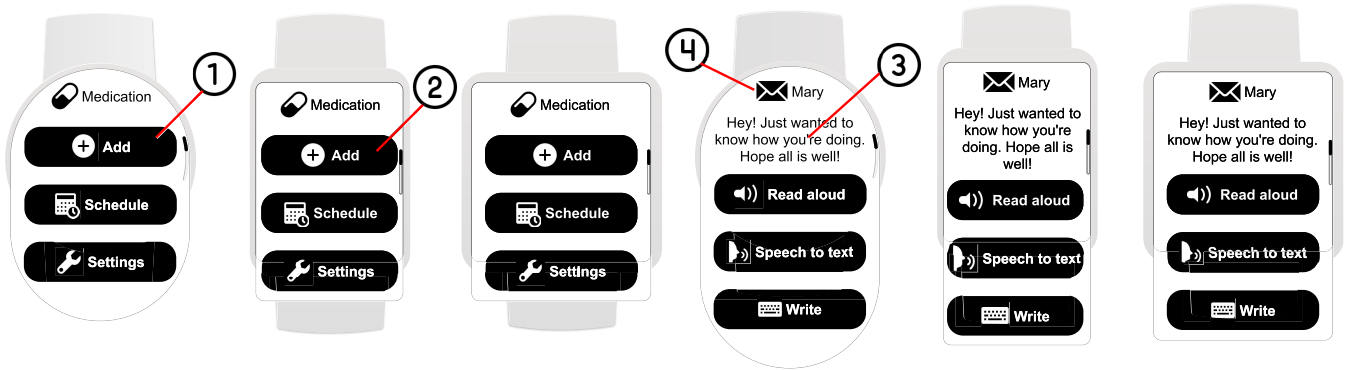 1
Medication
Add
Schedule
Settings
2
Medication
Add
Schedule
Settings
Medication
Add
Schedule
Settings
4
3
Mary
Hey! Just wanted to
know how you're doing.
Hope all is well!
Read aloud
Speech to text
Write
Mary
Hey! Just wanted to
know how you're
doing. Hope all is
well!
Read aloud
Speech to text
Write
Mary
Hey! Just wanted to
know how you're doing.
Hope all is well!
Read aloud
Speech to text
Write